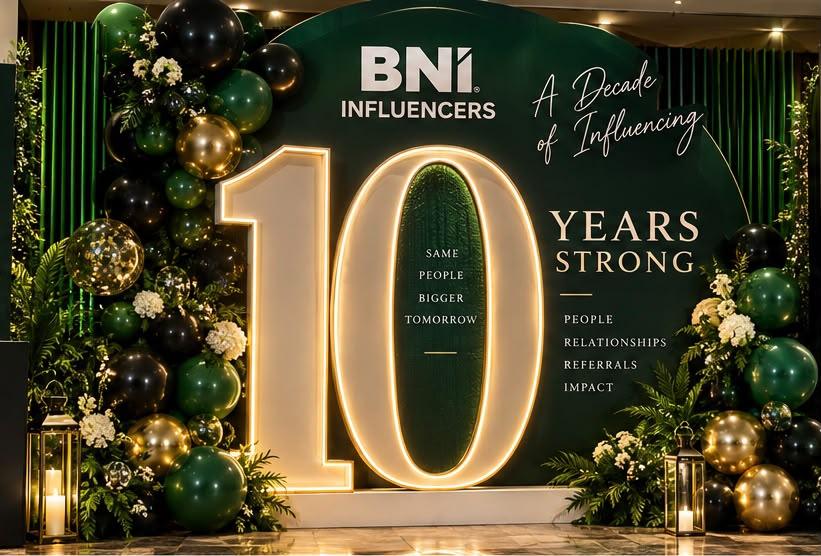 BNI®
INFLUENCERS
A Decade
of Influencing
10
YEARS
STRONG
SAME
PEOPLE
BIGGER
TOMORROW
PEOPLE
RELATIONSHIPS
REFERRALS
IMPACT